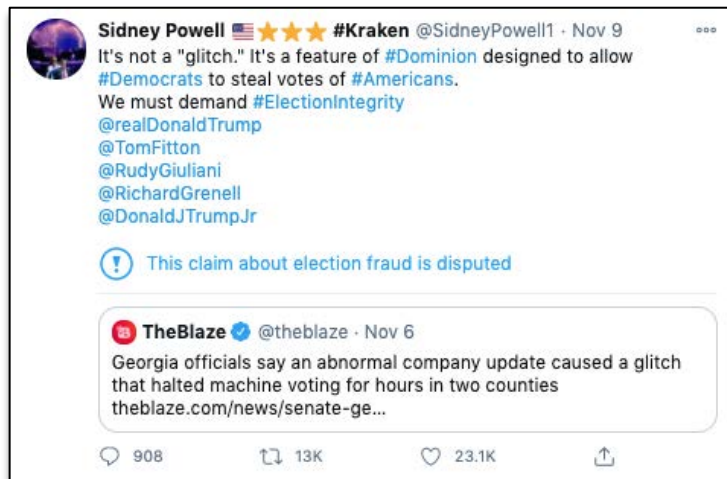 Sidney Powell 🇺🇸⭐⭐⭐ #Kraken @SidneyPowell1 · Nov 9
It's not a "glitch." It's a feature of #Dominion designed to allow
#Democrats to steal votes of #Americans.
We must demand #ElectionIntegrity
@realDonaldTrump
@TomFitton
@RudyGiuliani
@RichardGrenell
@DonaldJTrumpJr
This claim about election fraud is disputed
TheBlaze @theblaze · Nov 6
Georgia officials say an abnormal company update caused a glitch
that halted machine voting for hours in two counties
theblaze.com/news/senate-ge...
908 13K 23.1K